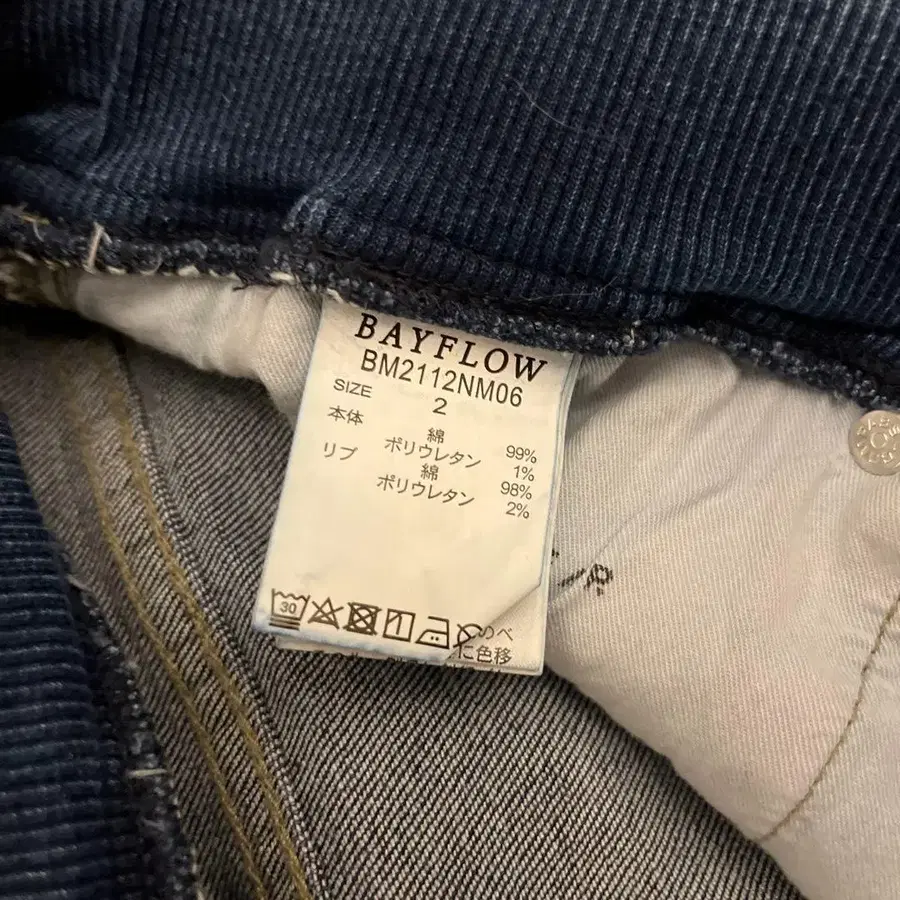 BAYFLOW
BM2112NM06
SIZE 2
本体 綿 99%
ポリウレタン 1%
リブ 綿 98%
ポリウレタン 2%
30
のべ
に色移